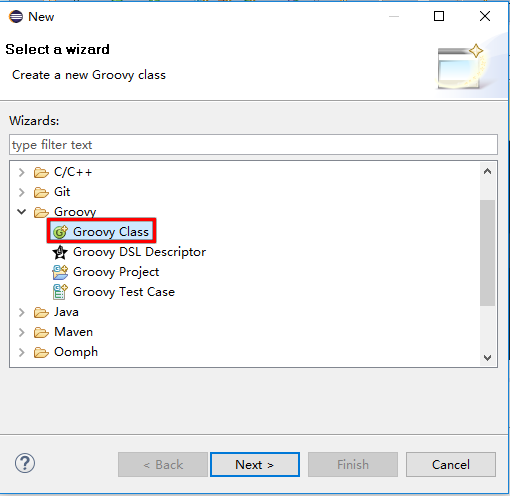 New
Select a wizard
Create a new Groovy class
Wizards:
type filter text
C/C++
Git
Groovy
Groovy Class
Groovy DSL Descriptor
Groovy Project
Groovy Test Case
Java
Maven
Oomph
?
< Back
Next >
Finish
Cancel